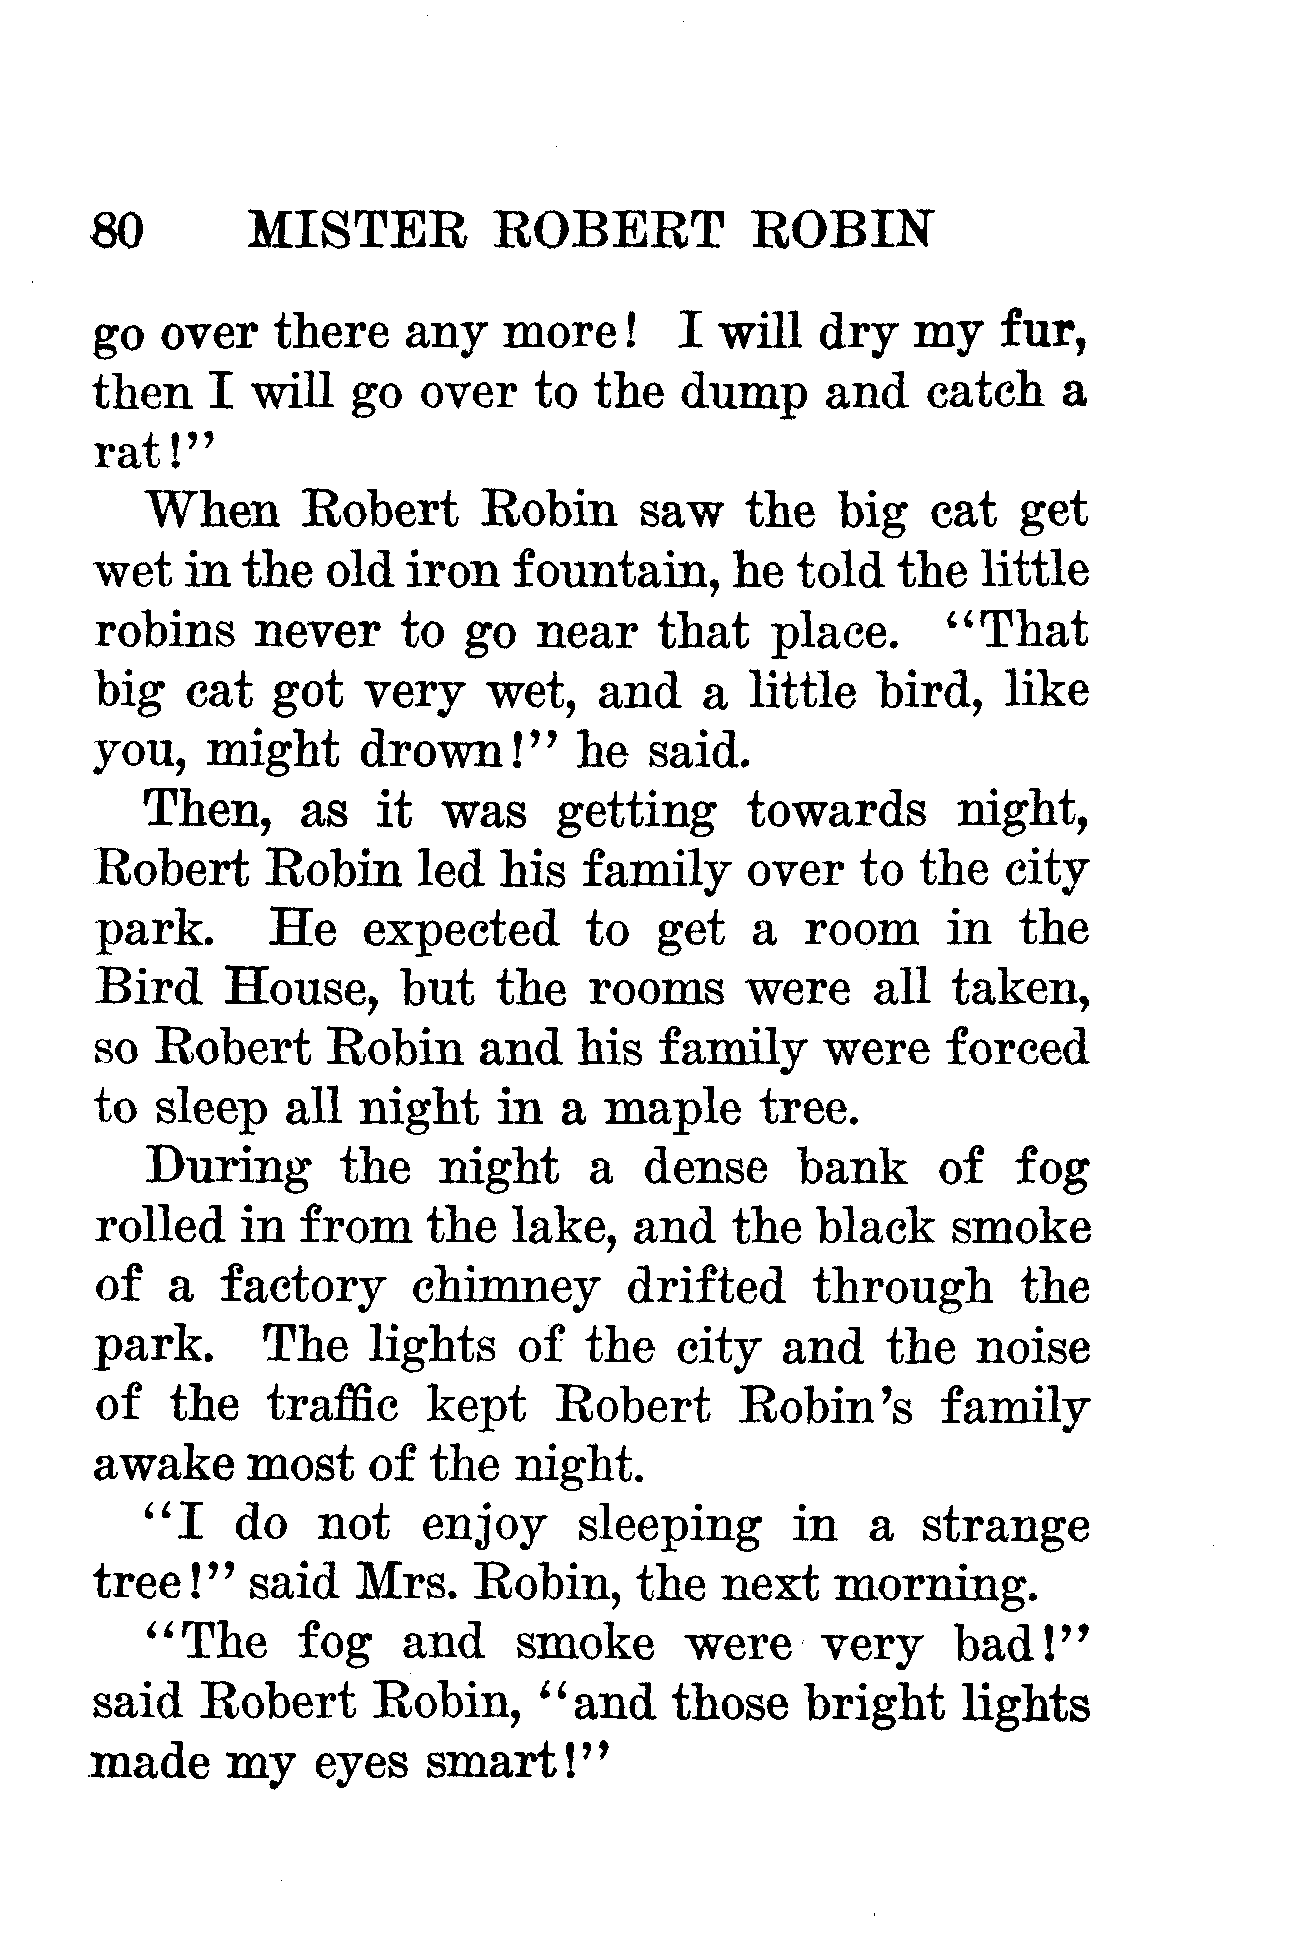 80 MISTER ROBERT ROBIN
go over there any more! I will dry my fur,
then I will go over to the dump and catch a
rat!”
When Robert Robin saw the big cat get
wet in the old iron fountain, he told the little
robins never to go near that place. “That
big cat got very wet, and a little bird, like
you, might drown!” he said.
Then, as it was getting towards night,
Robert Robin led his family over to the city
park. He expected to get a room in the
Bird House, but the rooms were all taken,
so Robert Robin and his family were forced
to sleep all night in a maple tree.
During the night a dense bank of fog
rolled in from the lake, and the black smoke
of a factory chimney drifted through the
park. The lights of the city and the noise
of the traffic kept Robert Robin’s family
awake most of the night.
“I do not enjoy sleeping in a strange
tree!” said Mrs. Robin, the next morning.
“The fog and smoke were very bad!”
said Robert Robin, “and those bright lights
made my eyes smart!”